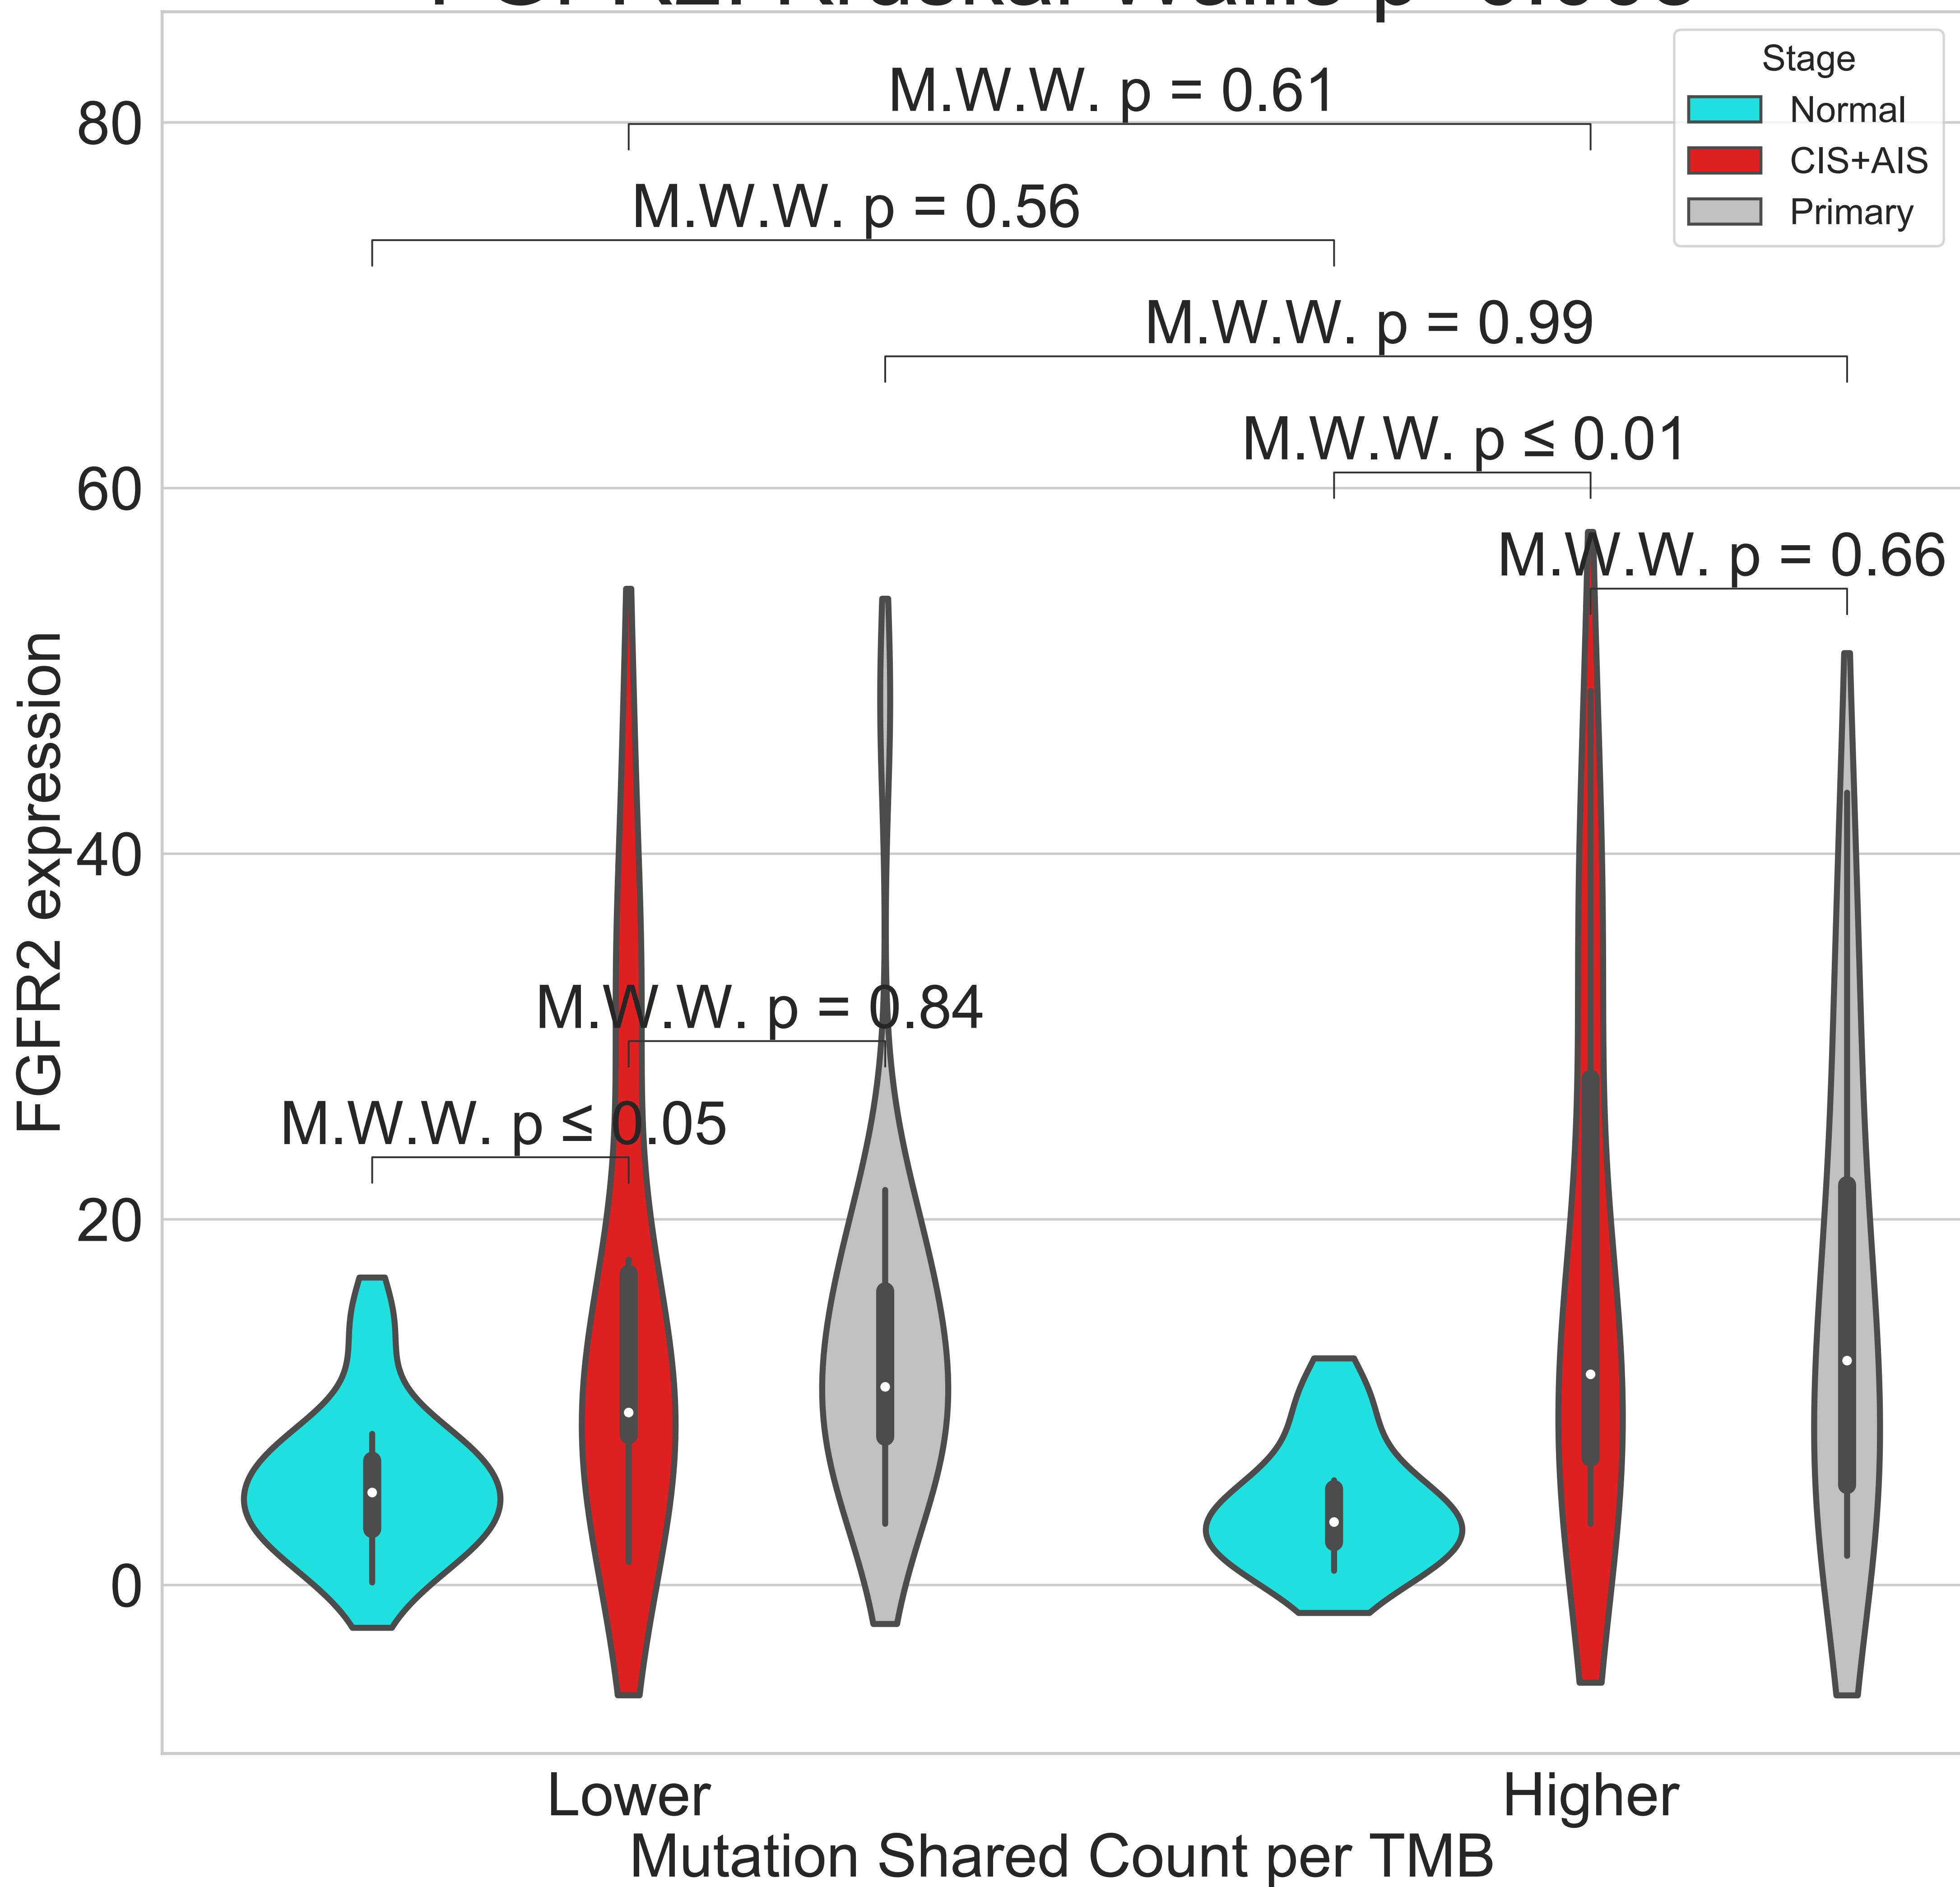 M.W.W. p = 0.61
Stage
Normal
CIS+AIS
Primary
M.W.W. p = 0.56
M.W.W. p = 0.99
M.W.W. p ≤ 0.01
M.W.W. p = 0.66
M.W.W. p = 0.84
M.W.W. p ≤ 0.05
80
60
40
20
0
FGFR2 expression
Lower
Higher
Mutation Shared Count per TMB